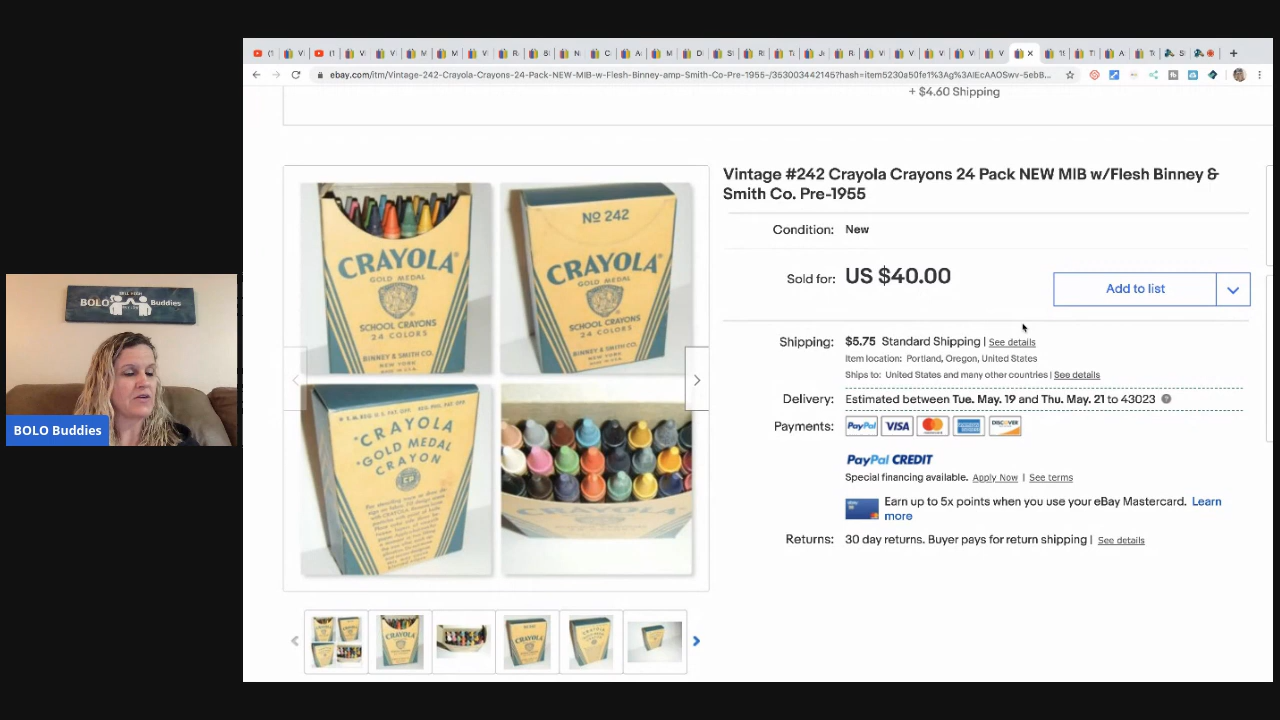 ebay.com/itm/Vintage-242-Crayola-Crayons-24-Pack-NEW-MIB-w-Flesh-Binney-amp-Smith-Co-Pre-1955-/353003442145?hash=item5230a50fe1%3Ag%3AIEcAAOSwv-5ebB...
+ $4.60 Shipping
Vintage #242 Crayola Crayons 24 Pack NEW MIB w/Flesh Binney &
Smith Co. Pre-1955
Condition: New
Sold for: US $40.00
Add to list
Shipping: $5.75 Standard Shipping | See details
Item location: Portland, Oregon, United States
Ships to: United States and many other countries | See details
Delivery: Estimated between Tue. May. 19 and Thu. May. 21 to 43023
Payments: PayPal VISA MasterCard DISCOVER
PayPal CREDIT
Special financing available. Apply Now | See terms
Earn up to 5x points when you use your eBay Mastercard. Learn
more
Returns: 30 day returns. Buyer pays for return shipping | See details
CRAYOLA
GOLD MEDAL
SCHOOL CRAYONS
24 COLORS
BINNEY & SMITH CO.
NEW YORK
No 242
CRAYOLA
GOLD MEDAL
SCHOOL CRAYONS
24 COLORS
BINNEY & SMITH CO.
NEW YORK
"CRAYOLA
"GOLD MEDAL
CRAYON
CRAYOLA
BOLO Buddies
BOLO Buddies